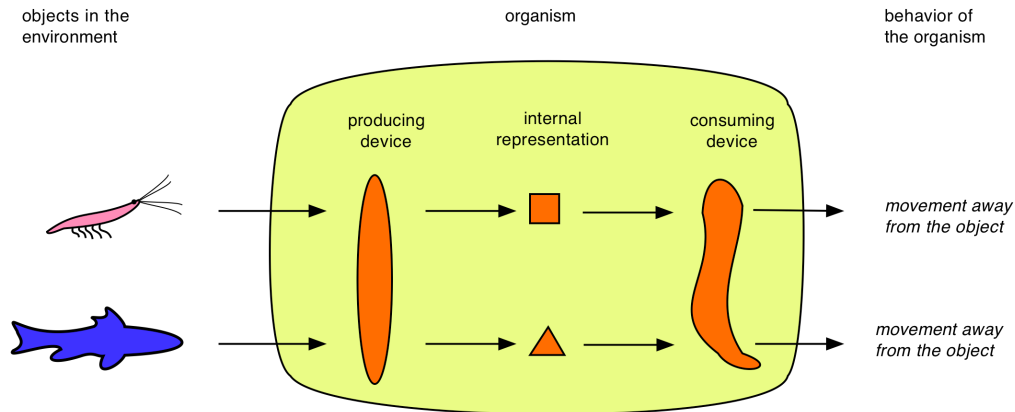 objects in the
environment
organism
behavior of
the organism
producing
device
internal
representation
consuming
device
movement away
from the object
movement away
from the object